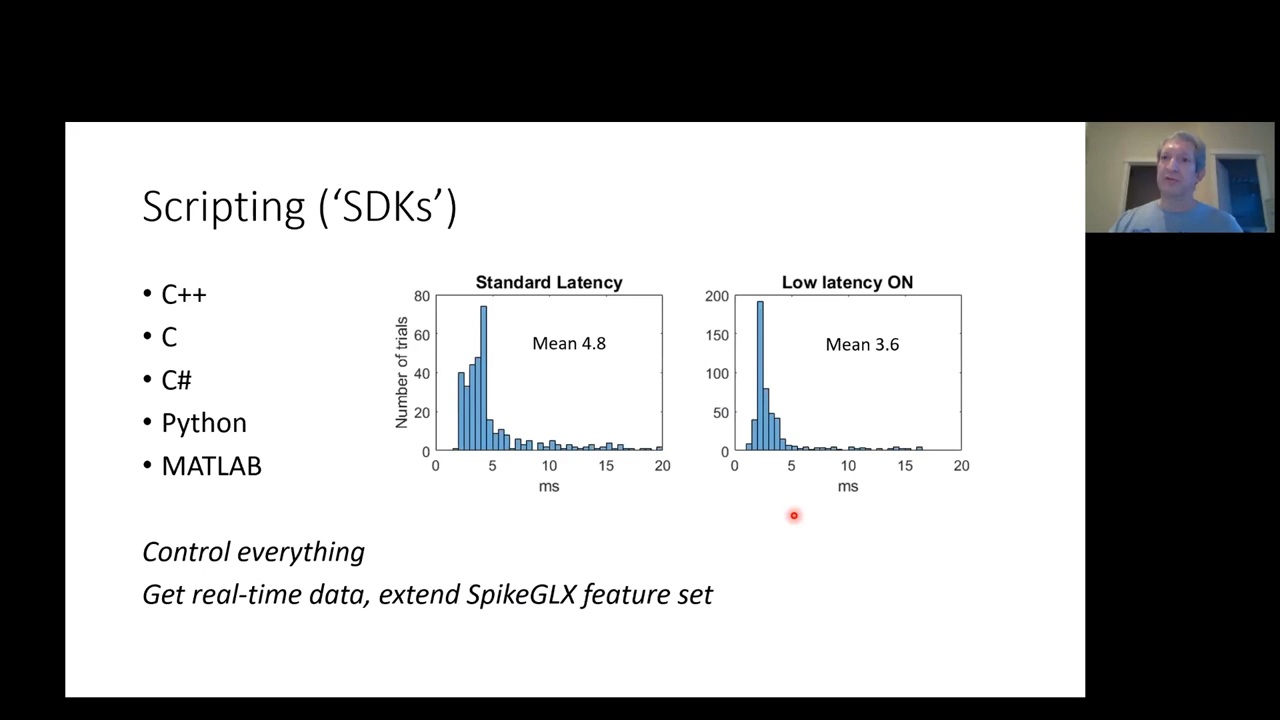 Scripting (‘SDKs’)
• C++
• C
• C#
• Python
• MATLAB
Standard Latency
Number of trials
80
60
40
20
0
Mean 4.8
0 5 10 15 20
ms
Low latency ON
200
150
100
50
0
Mean 3.6
0 5 10 15 20
ms
Control everything
Get real-time data, extend SpikeGLX feature set